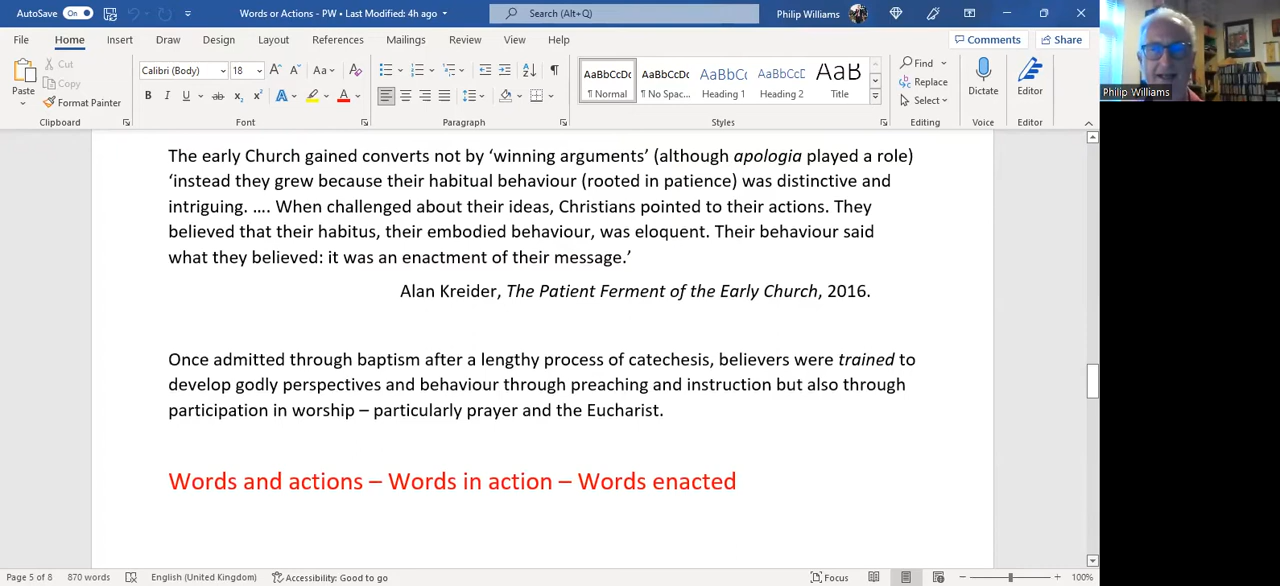 AutoSave On Words or Actions - PW • Last Modified: 4h ago Search (Alt+Q) Philip Williams
File Home Insert Draw Design Layout References Mailings Review View Help Comments Share
Paste Cut Copy Format Painter
Clipboard
Calibri (Body) 18 Aa
B I U ab x₂ x² A A
Font
Paragraph
AaBbCcDc AaBbCcDc AaBbCc AaBbCcD AaB
¶ Normal ¶ No Spac... Heading 1 Heading 2 Title
Styles
Find Replace Select
Editing
Dictate
Voice
Editor
Editor
Philip Williams
The early Church gained converts not by ‘winning arguments’ (although apologia played a role)
‘instead they grew because their habitual behaviour (rooted in patience) was distinctive and
intriguing. …. When challenged about their ideas, Christians pointed to their actions. They
believed that their habitus, their embodied behaviour, was eloquent. Their behaviour said
what they believed: it was an enactment of their message.’
Alan Kreider, The Patient Ferment of the Early Church, 2016.
Once admitted through baptism after a lengthy process of catechesis, believers were trained to
develop godly perspectives and behaviour through preaching and instruction but also through
participation in worship – particularly prayer and the Eucharist.
Words and actions – Words in action – Words enacted
Page 5 of 8 870 words English (United Kingdom) Accessibility: Good to go Focus 100%